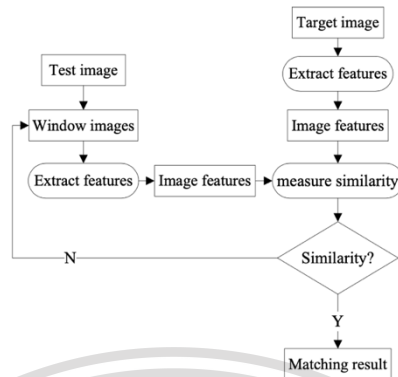 Target image
Test image
Extract features
Window images
Image features
Extract features
Image features
measure similarity
N
Similarity?
Y
Matching result